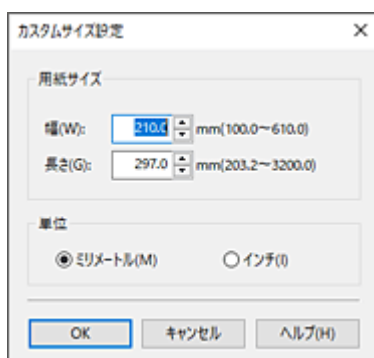 カスタムサイズ設定
用紙サイズ
幅(W): 210.0 mm(100.0～610.0)
長さ(G): 297.0 mm(203.2～3200.0)
単位
ミリメートル(M) インチ(I)
OK キャンセル ヘルプ(H)